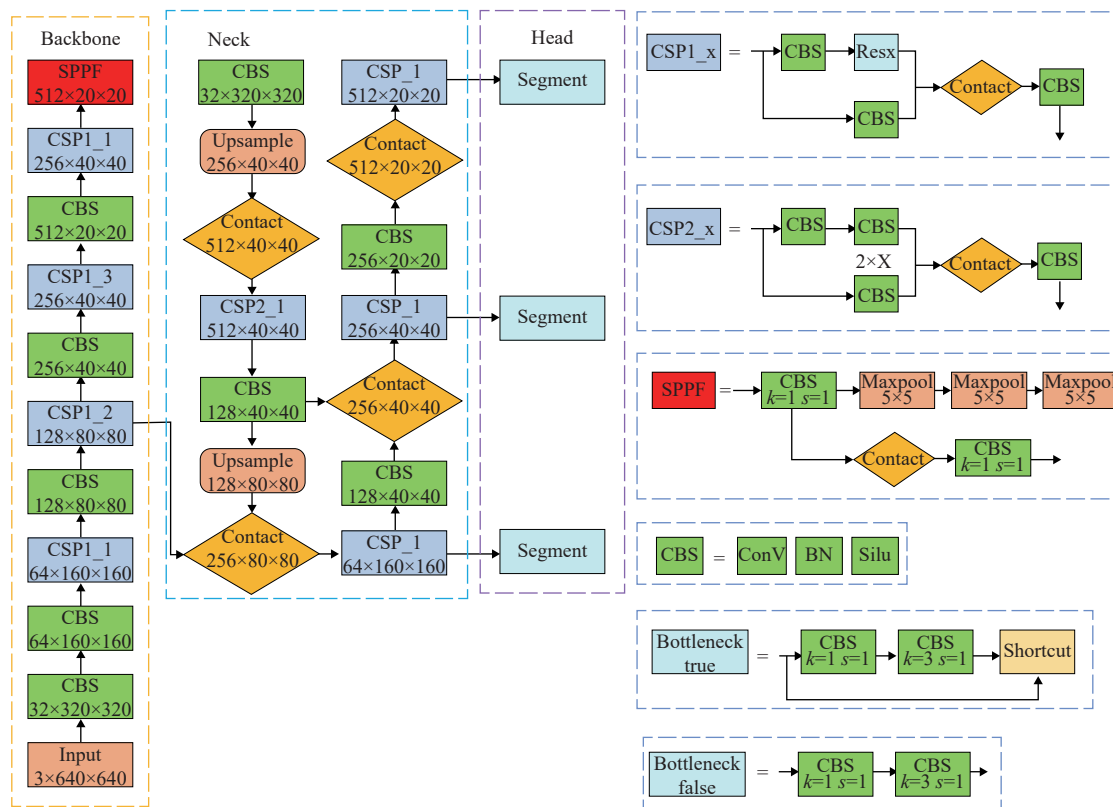 Backbone
SPPF
512×20×20
CSP1_1
256×40×40
CBS
512×20×20
CSP1_3
256×40×40
CBS
256×40×40
CSP1_2
128×80×80
CBS
128×80×80
CSP1_1
64×160×160
CBS
64×160×160
CBS
32×320×320
Input
3×640×640
Neck
CBS
32×320×320
Upsample
256×40×40
Contact
512×40×40
CSP2_1
512×40×40
CBS
128×40×40
Upsample
128×80×80
Contact
256×80×80
CSP_1
512×20×20
Contact
512×20×20
CBS
256×20×20
CSP_1
256×40×40
Contact
256×40×40
CBS
128×40×40
CSP_1
64×160×160
Head
Segment
Segment
Segment
CSP1_x = CBS Resx
CBS
Contact
CBS
CSP2_x = CBS CBS
2×X
CBS
Contact
CBS
SPPF =
CBS
k=1 s=1
Maxpool
5×5
Maxpool
5×5
Maxpool
5×5
Contact
CBS
k=1 s=1
CBS = ConV BN Silu
Bottleneck
true
=
CBS
k=1 s=1
CBS
k=3 s=1
Shortcut
Bottleneck
false
=
CBS
k=1 s=1
CBS
k=3 s=1